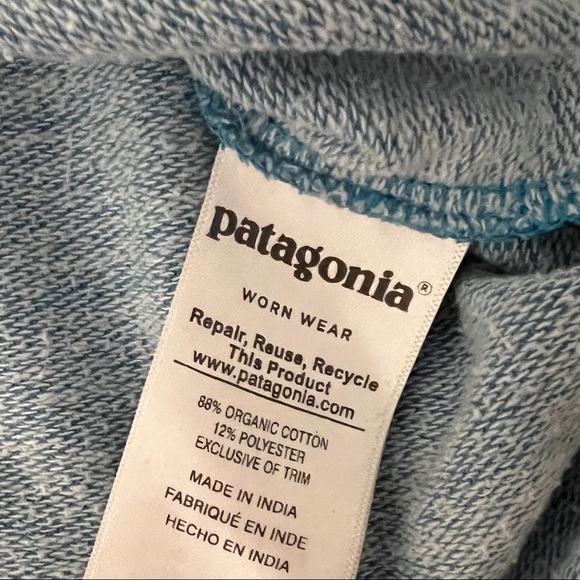 patagonia®
WORN WEAR
Repair, Reuse, Recycle
This Product
www.patagonia.com
88% ORGANIC COTTON
12% POLYESTER
EXCLUSIVE OF TRIM
MADE IN INDIA
FABRIQUÉ EN INDE
HECHO EN INDIA